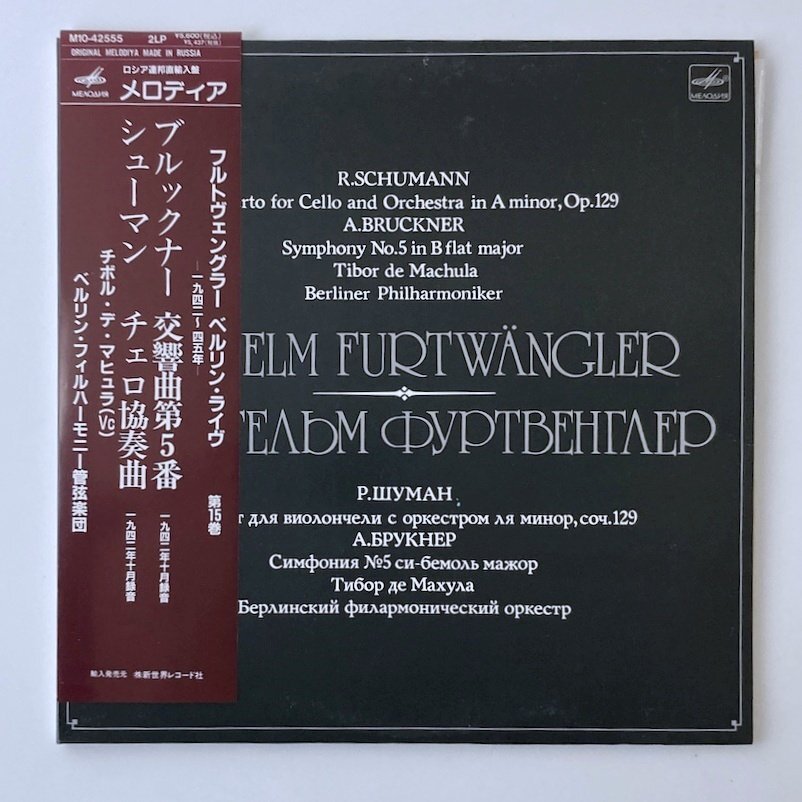 M10-42555 2LP ¥5,600(税込)
¥5,437(税抜)
ORIGINAL MELODIYA MADE IN RUSSIA
ロシア連邦直輸入盤
МЕЛОДИЯ メロディア
フルトヴェングラー ベルリン・ライヴ 第15巻
—一九四二〜四五年—
ブルックナー 交響曲第5番 一九四二年十月録音
シューマン チェロ協奏曲 一九四二年十月録音
チボル・デ・マヒュラ(Vc)
ベルリン・フィルハーモニー管弦楽団
輸入発売元 株新世界レコード社
МЕЛОДИЯ
R.SCHUMANN
rto for Cello and Orchestra in A minor, Op.129
A.BRUCKNER
Symphony No.5 in B flat major
Tibor de Machula
Berliner Philharmoniker
ELM FURTWÄNGLER
ГЕЛЬМ ФУРТВЕНГЛЕР
Р.ШУМАН
т для виолончели с оркестром ля минор, соч.129
А.БРУКНЕР
Симфония №5 си-бемоль мажор
Тибор де Махула
Берлинский филармонический оркестр